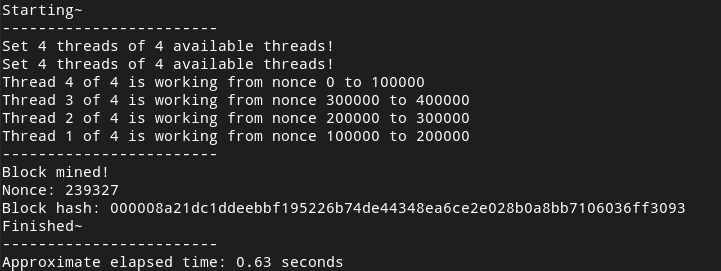 Starting~
------------------------
Set 4 threads of 4 available threads!
Set 4 threads of 4 available threads!
Thread 4 of 4 is working from nonce 0 to 100000
Thread 3 of 4 is working from nonce 300000 to 400000
Thread 2 of 4 is working from nonce 200000 to 300000
Thread 1 of 4 is working from nonce 100000 to 200000
------------------------
Block mined!
Nonce: 239327
Block hash: 000008a21dc1ddeebbf195226b74de44348ea6ce2e028b0a8bb7106036ff3093
Finished~
------------------------
Approximate elapsed time: 0.63 seconds